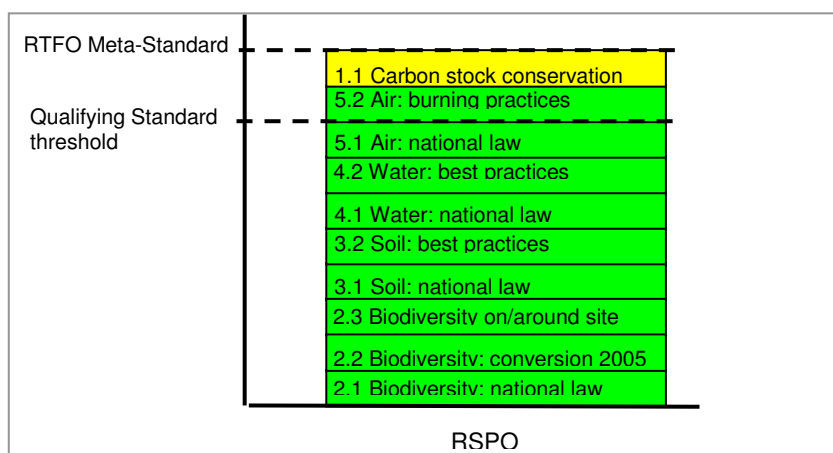 RTFO Meta-Standard
1.1 Carbon stock conservation
5.2 Air: burning practices
Qualifying Standard
threshold
5.1 Air: national law
4.2 Water: best practices
4.1 Water: national law
3.2 Soil: best practices
3.1 Soil: national law
2.3 Biodiversity on/around site
2.2 Biodiversity: conversion 2005
2.1 Biodiversity: national law
RSPO